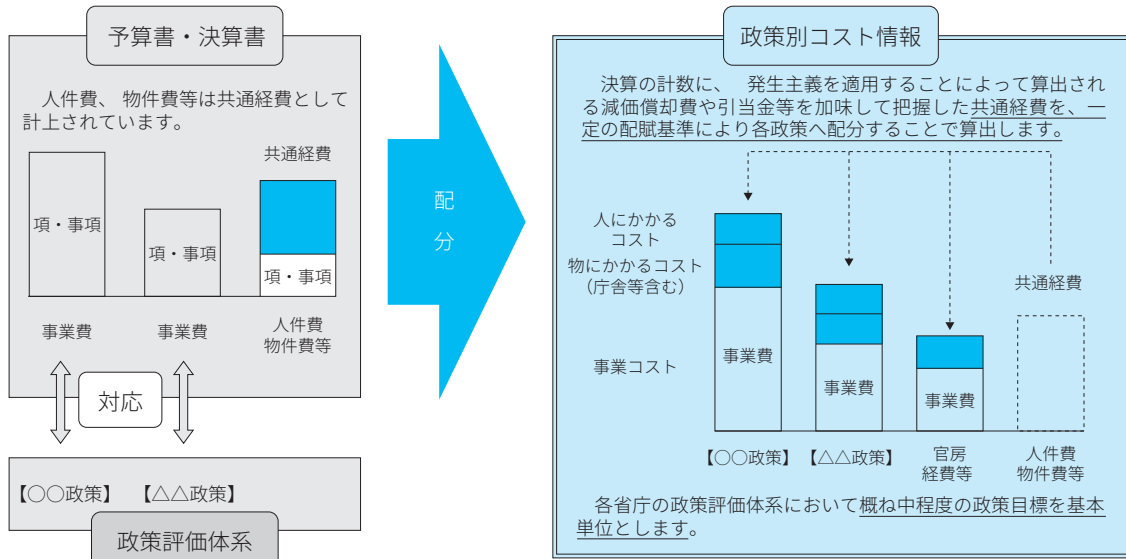 予算書・決算書
人件費、 物件費等は共通経費として
計上されています。
共通経費
項・事項
項・事項
項・事項
事業費
事業費
人件費
物件費等
対応
【○○政策】
【△△政策】
政策評価体系
配
分
政策別コスト情報
決算の計数に、 発生主義を適用することによって算出され
る減価償却費や引当金等を加味して把握した共通経費を、一
定の配賦基準により各政策へ配分することで算出します。
人にかかる
コスト
物にかかるコスト
(庁舎等含む)
共通経費
事業コスト
事業費
事業費
事業費
【○○政策】
【△△政策】
官房
経費等
人件費
物件費等
各省庁の政策評価体系において概ね中程度の政策目標を基本
単位とします。